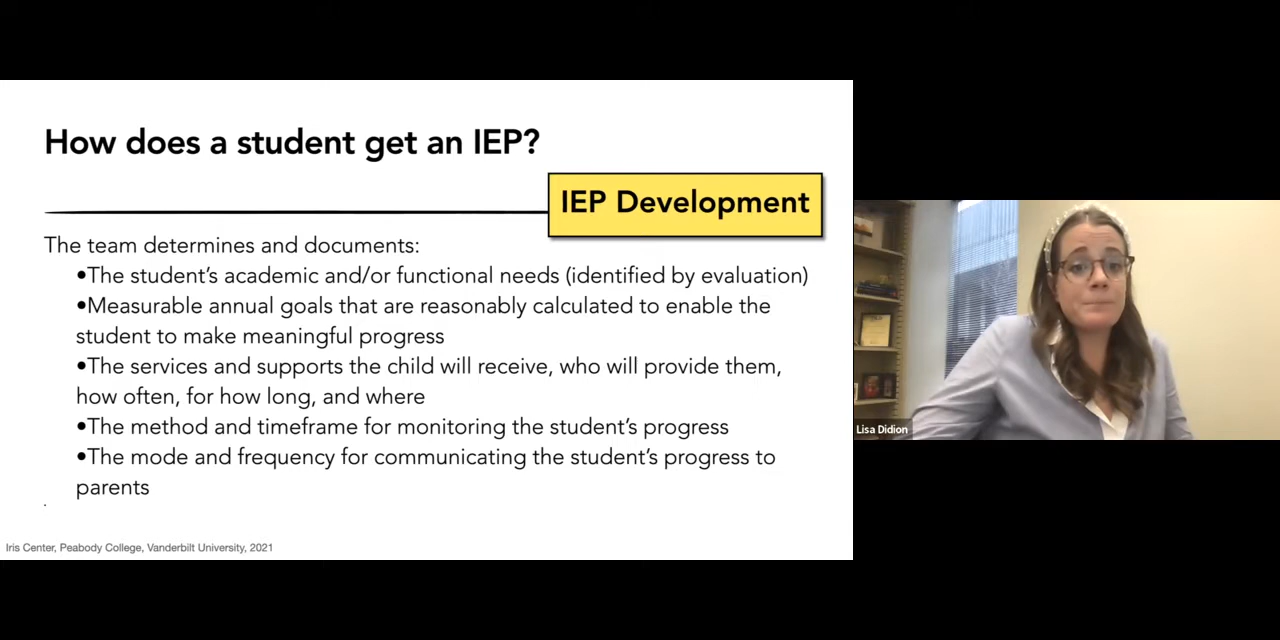 How does a student get an IEP?
IEP Development
The team determines and documents:
•The student's academic and/or functional needs (identified by evaluation)
•Measurable annual goals that are reasonably calculated to enable the
student to make meaningful progress
•The services and supports the child will receive, who will provide them,
how often, for how long, and where
•The method and timeframe for monitoring the student's progress
•The mode and frequency for communicating the student's progress to
parents
.
Iris Center, Peabody College, Vanderbilt University, 2021
Lisa Didion